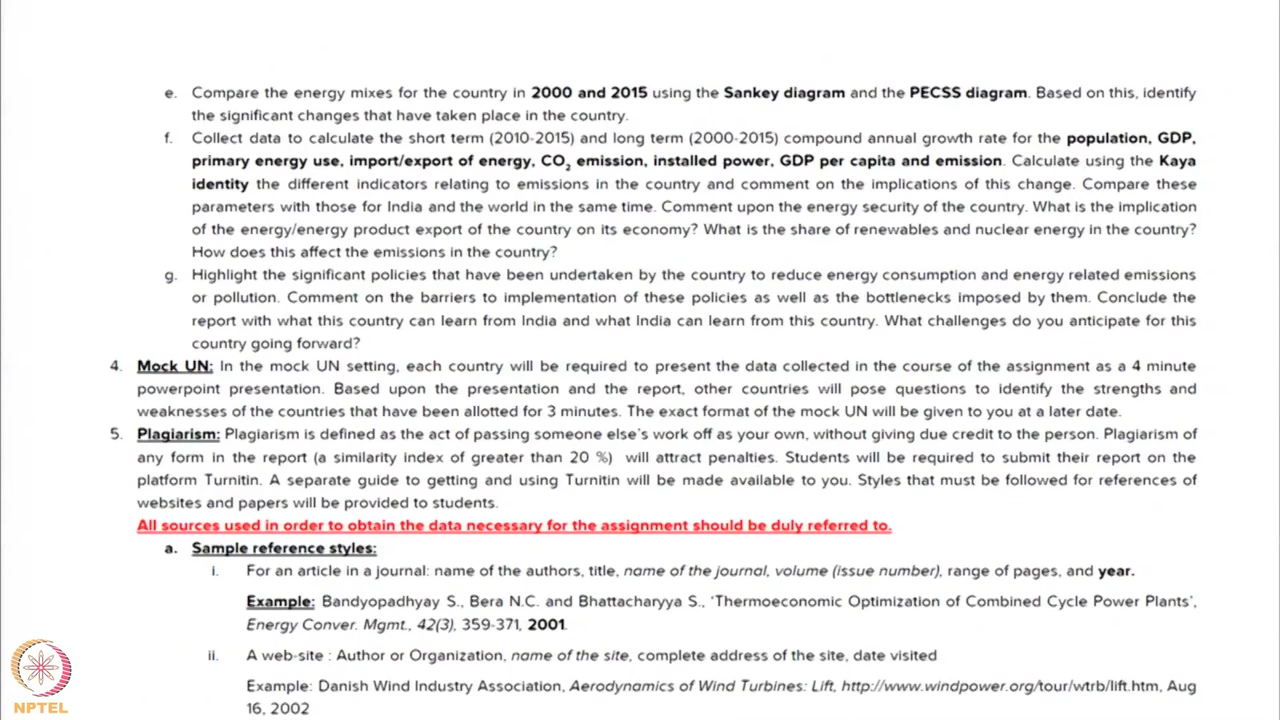 e. Compare the energy mixes for the country in 2000 and 2015 using the Sankey diagram and the PECSS diagram. Based on this, identify
the significant changes that have taken place in the country.
f. Collect data to calculate the short term (2010-2015) and long term (2000-2015) compound annual growth rate for the population, GDP,
primary energy use, import/export of energy, CO₂ emission, installed power, GDP per capita and emission. Calculate using the Kaya
identity the different indicators relating to emissions in the country and comment on the implications of this change. Compare these
parameters with those for India and the world in the same time. Comment upon the energy security of the country. What is the implication
of the energy/energy product export of the country on its economy? What is the share of renewables and nuclear energy in the country?
How does this affect the emissions in the country?
g. Highlight the significant policies that have been undertaken by the country to reduce energy consumption and energy related emissions
or pollution. Comment on the barriers to implementation of these policies as well as the bottlenecks imposed by them. Conclude the
report with what this country can learn from India and what India can learn from this country. What challenges do you anticipate for this
country going forward?
4. Mock UN: In the mock UN setting, each country will be required to present the data collected in the course of the assignment as a 4 minute
powerpoint presentation. Based upon the presentation and the report, other countries will pose questions to identify the strengths and
weaknesses of the countries that have been allotted for 3 minutes. The exact format of the mock UN will be given to you at a later date.
5. Plagiarism: Plagiarism is defined as the act of passing someone else's work off as your own, without giving due credit to the person. Plagiarism of
any form in the report (a similarity index of greater than 20 %) will attract penalties. Students will be required to submit their report on the
platform Turnitin. A separate guide to getting and using Turnitin will be made available to you. Styles that must be followed for references of
websites and papers will be provided to students.
All sources used in order to obtain the data necessary for the assignment should be duly referred to.
a. Sample reference styles:
i. For an article in a journal: name of the authors, title, name of the journal, volume (issue number), range of pages, and year.
Example: Bandyopadhyay S., Bera N.C. and Bhattacharyya S., 'Thermoeconomic Optimization of Combined Cycle Power Plants',
Energy Conver. Mgmt., 42(3), 359-371, 2001.
ii. A web-site : Author or Organization, name of the site, complete address of the site, date visited
Example: Danish Wind Industry Association, Aerodynamics of Wind Turbines: Lift, http://www.windpower.org/tour/wtrb/lift.htm, Aug
16, 2002
NPTEL